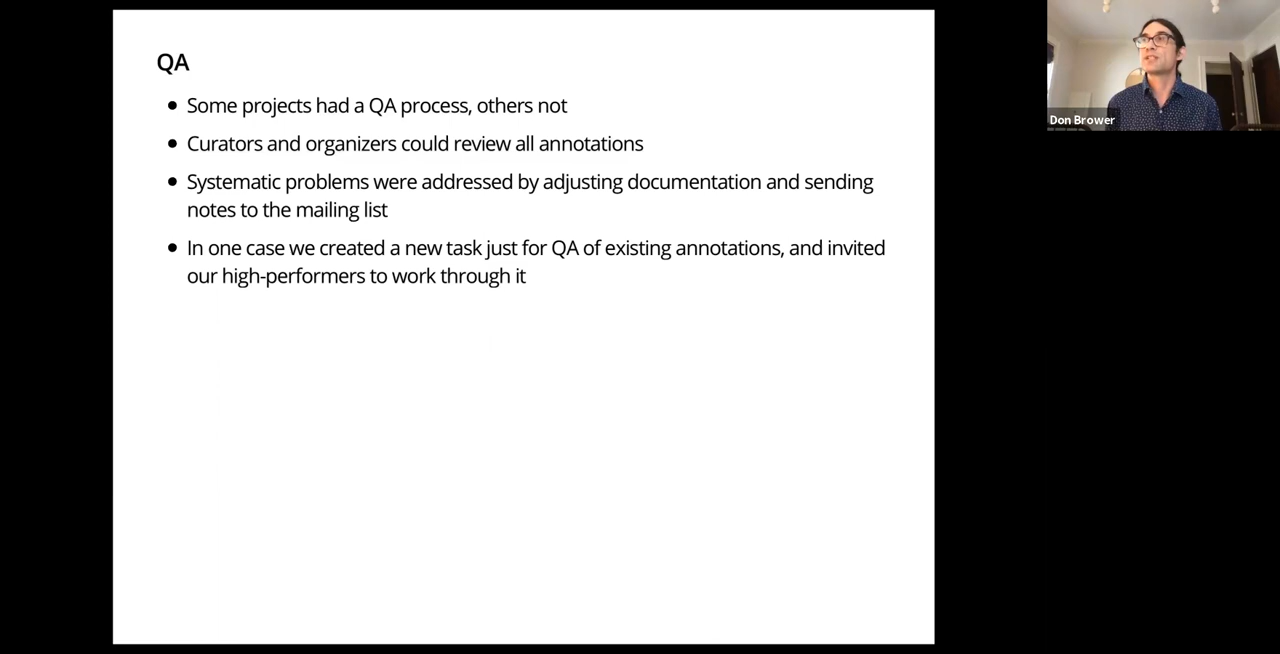 QA
• Some projects had a QA process, others not
• Curators and organizers could review all annotations
• Systematic problems were addressed by adjusting documentation and sending
notes to the mailing list
• In one case we created a new task just for QA of existing annotations, and invited
our high-performers to work through it
Don Brower